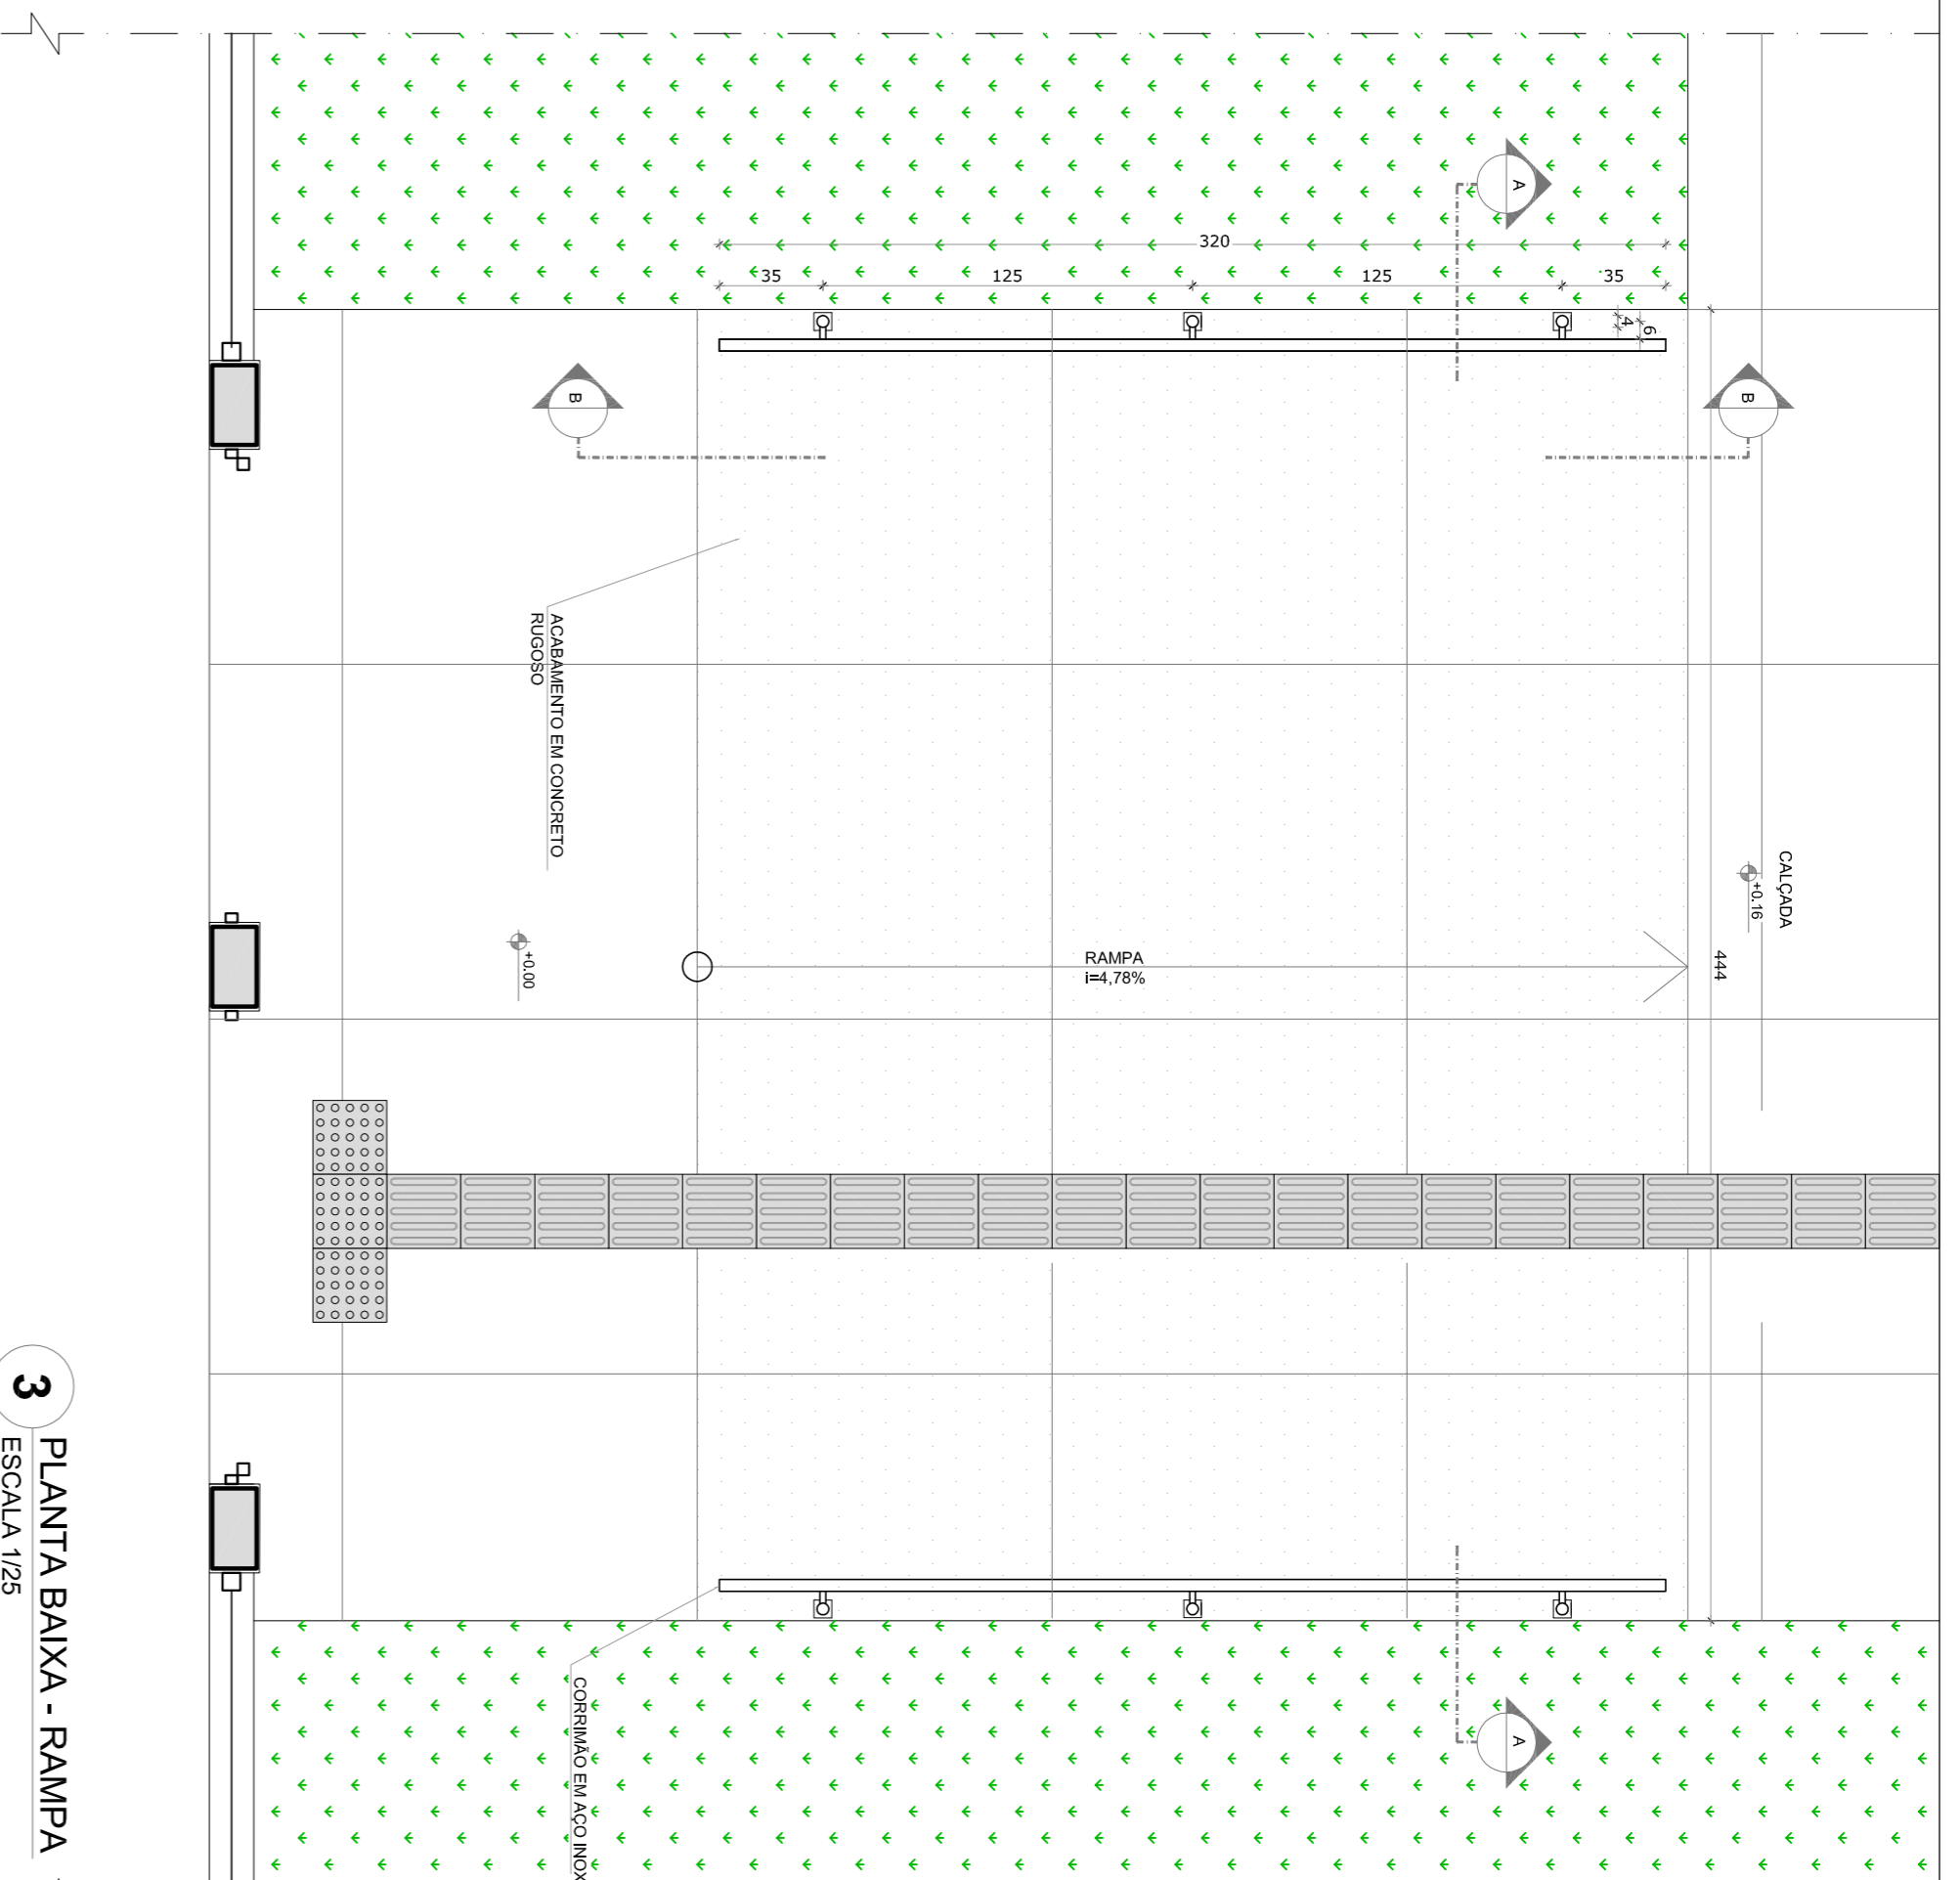 A
320
35
125
125
35
4
6
B
B
ACABAMENTO EM CONCRETO
RUGOSO
CALÇADA
+0.16
444
+0.00
RAMPA
i=4,78%
3
PLANTA BAIXA - RAMPA
ESCALA 1/25
CORRIMÃO EM AÇO INOX
A